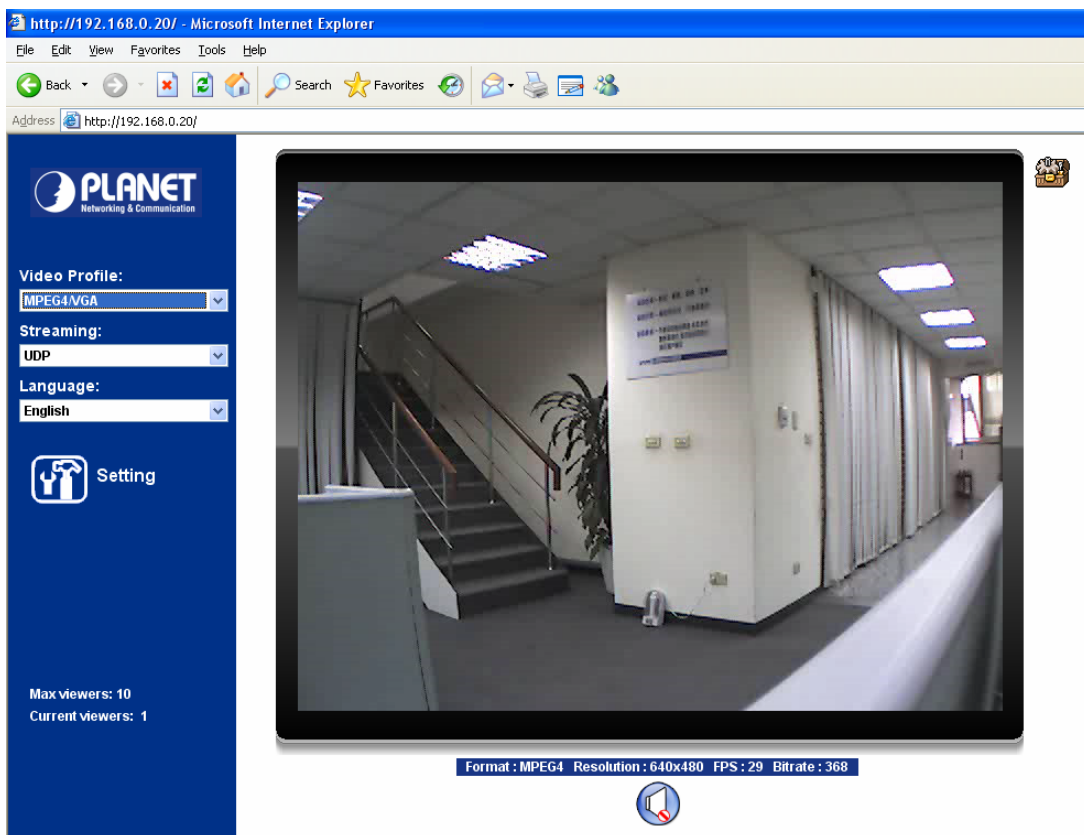 http://192.168.0.20/ - Microsoft Internet Explorer
File Edit View Favorites Tools Help
Back Search Favorites
Address http://192.168.0.20/
PLANET
Networking & Communication
Video Profile:
MPEG4/VGA
Streaming:
UDP
Language:
English
Setting
Max viewers: 10
Current viewers: 1
Format : MPEG4 Resolution : 640x480 FPS : 29 Bitrate : 368